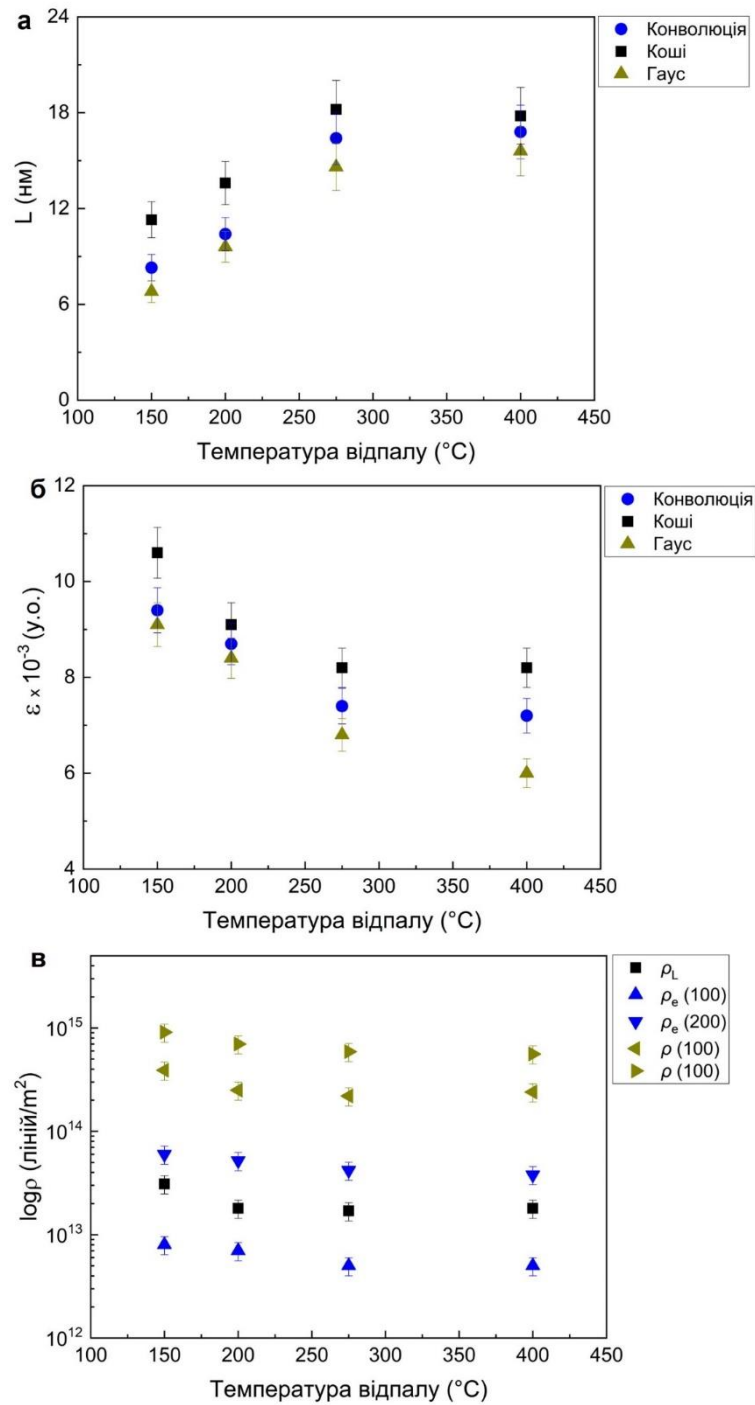 а
24
18
12
6
0
L (нм)
100 150 200 250 300 350 400 450
Температура відпалу (°C)
Конволюція
Коші
Гаус
б
12
10
8
6
4
ε x 10⁻³ (у.о.)
100 150 200 250 300 350 400 450
Температура відпалу (°C)
Конволюція
Коші
Гаус
в
10¹⁵
10¹⁴
10¹³
10¹²
logρ (ліній/m²)
100 150 200 250 300 350 400 450
Температура відпалу (°C)
ρL
ρe (100)
ρe (200)
ρ (100)
ρ (100)